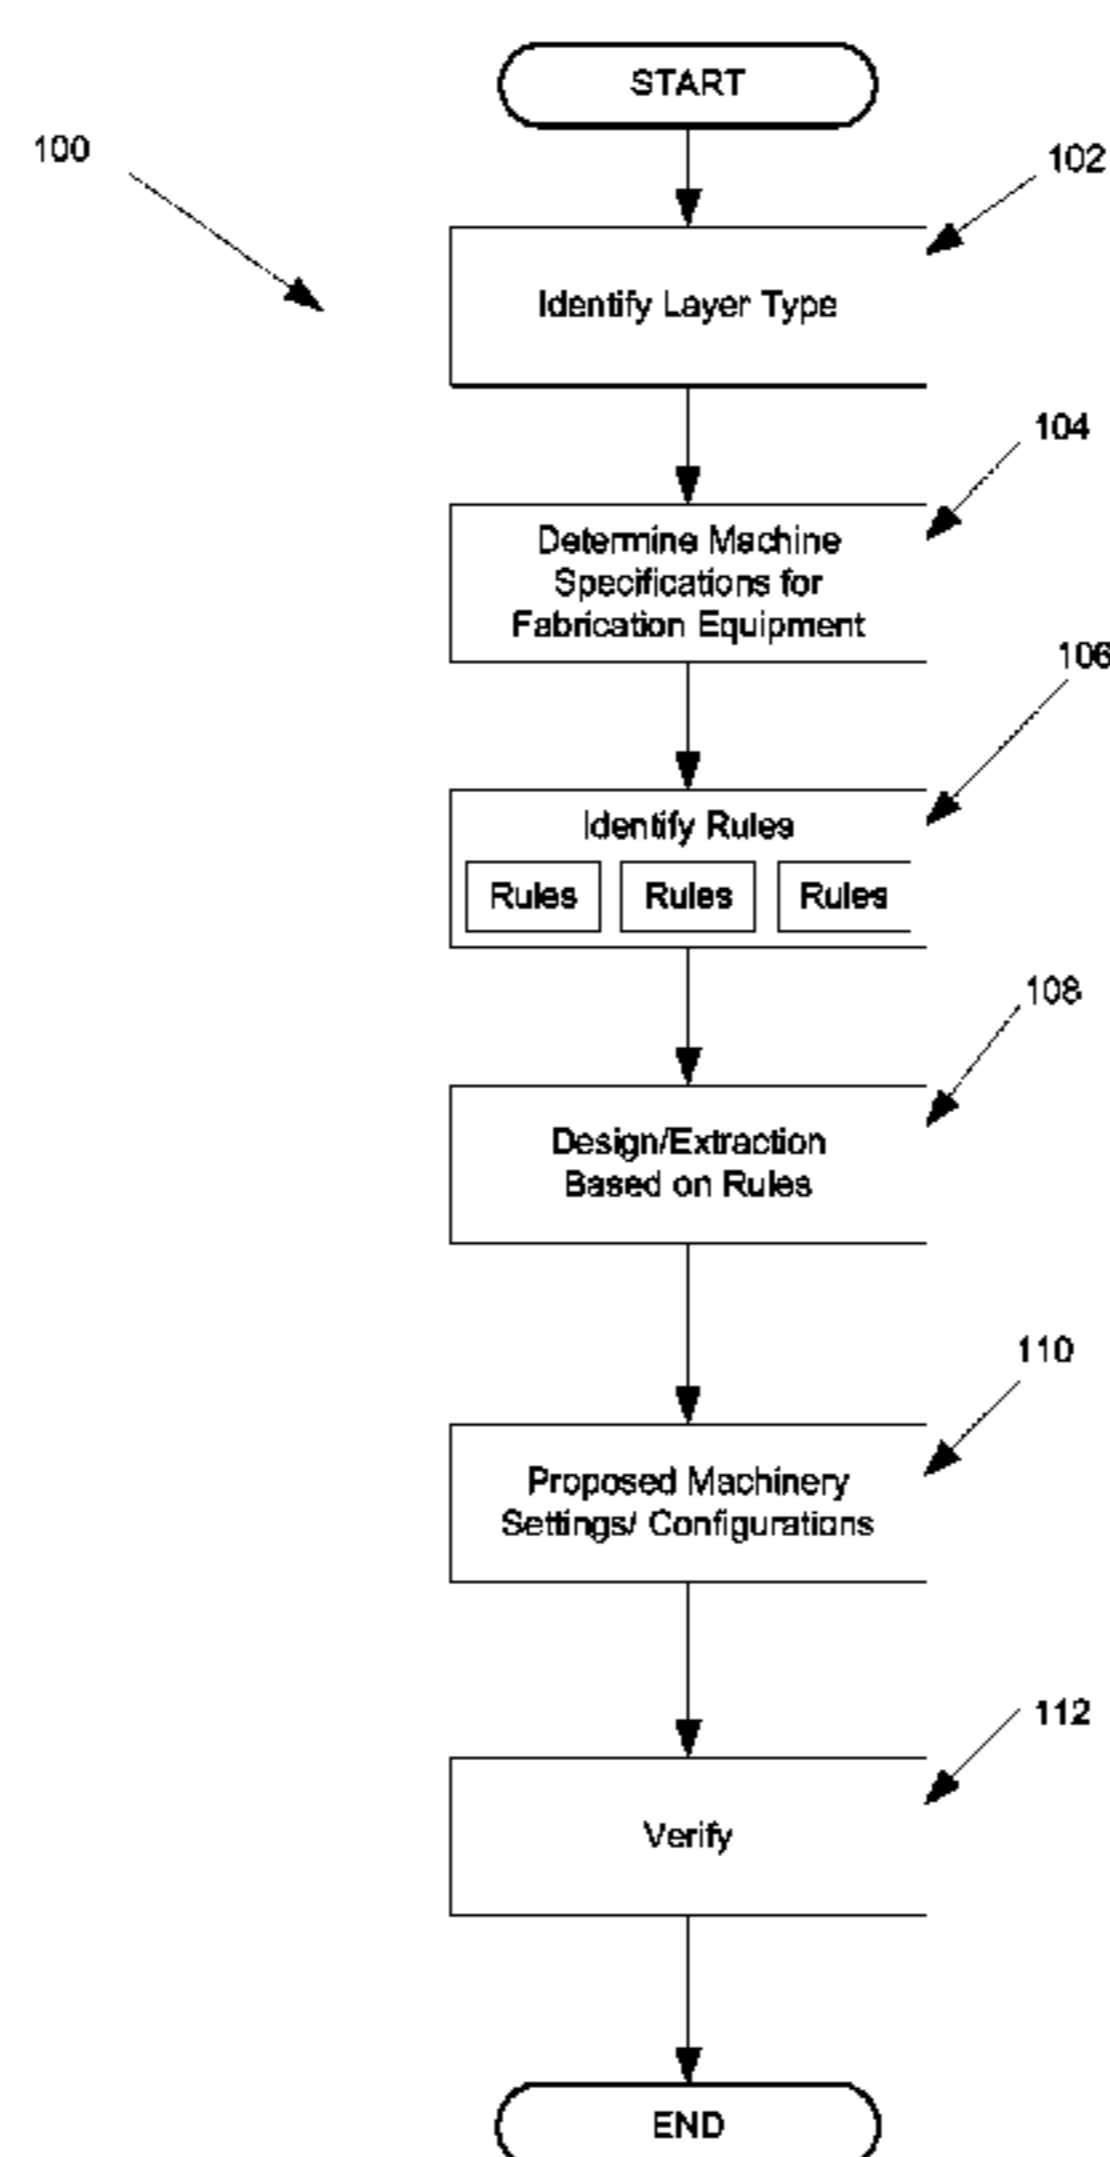 START
100
102
Identify Layer Type
104
Determine Machine
Specifications for
Fabrication Equipment
106
Identify Rules
Rules Rules Rules
108
Design/Extraction
Based on Rules
110
Proposed Machinery
Settings/ Configurations
112
Verify
END